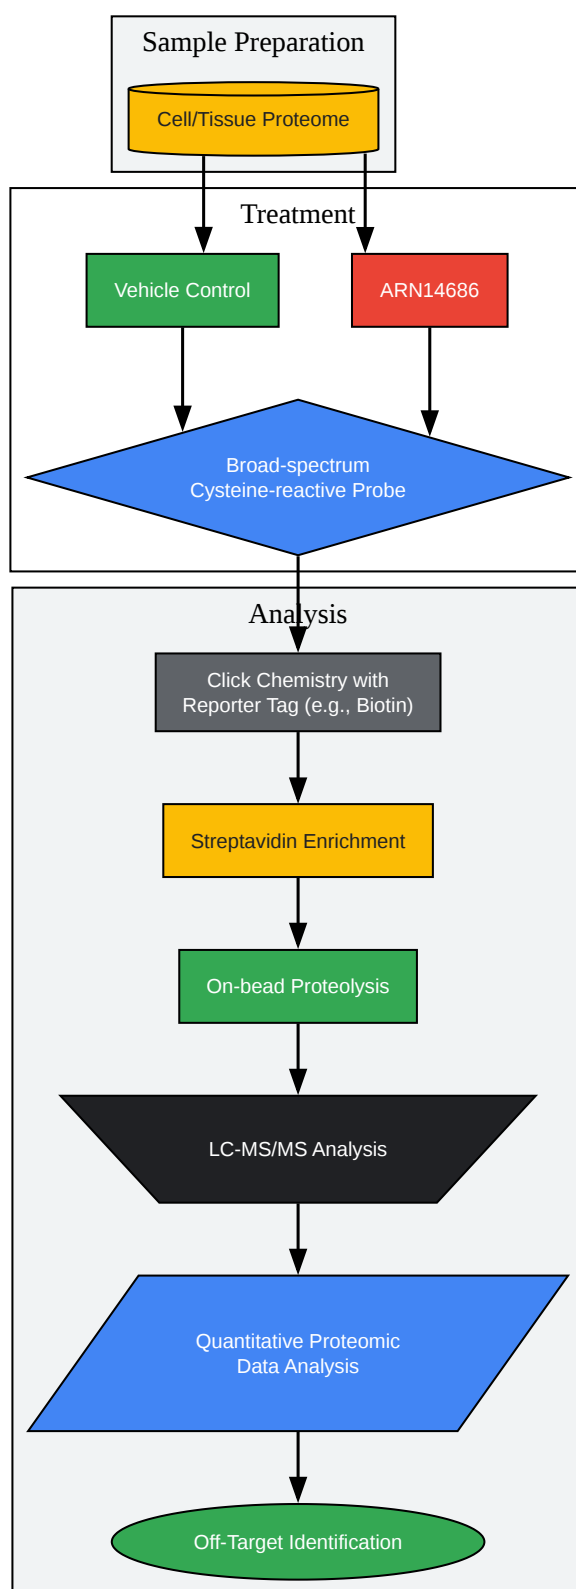 Sample Preparation
Cell/Tissue Proteome
Treatment
Vehicle Control
ARN14686
Broad-spectrum
Cysteine-reactive Probe
Analysis
Click Chemistry with
Reporter Tag (e.g., Biotin)
Streptavidin Enrichment
On-bead Proteolysis
LC-MS/MS Analysis
Quantitative Proteomic
Data Analysis
Off-Target Identification